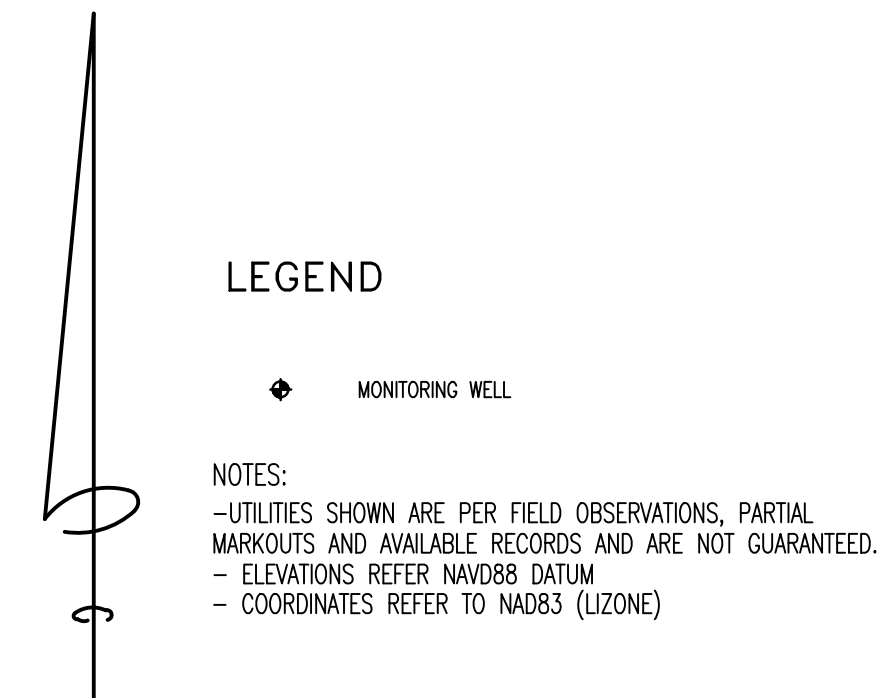 LEGEND
MONITORING WELL
NOTES:
-UTILITIES SHOWN ARE PER FIELD OBSERVATIONS, PARTIAL
MARKOUTS AND AVAILABLE RECORDS AND ARE NOT GUARANTEED.
- ELEVATIONS REFER NAVD88 DATUM
- COORDINATES REFER TO NAD83 (LIZONE)